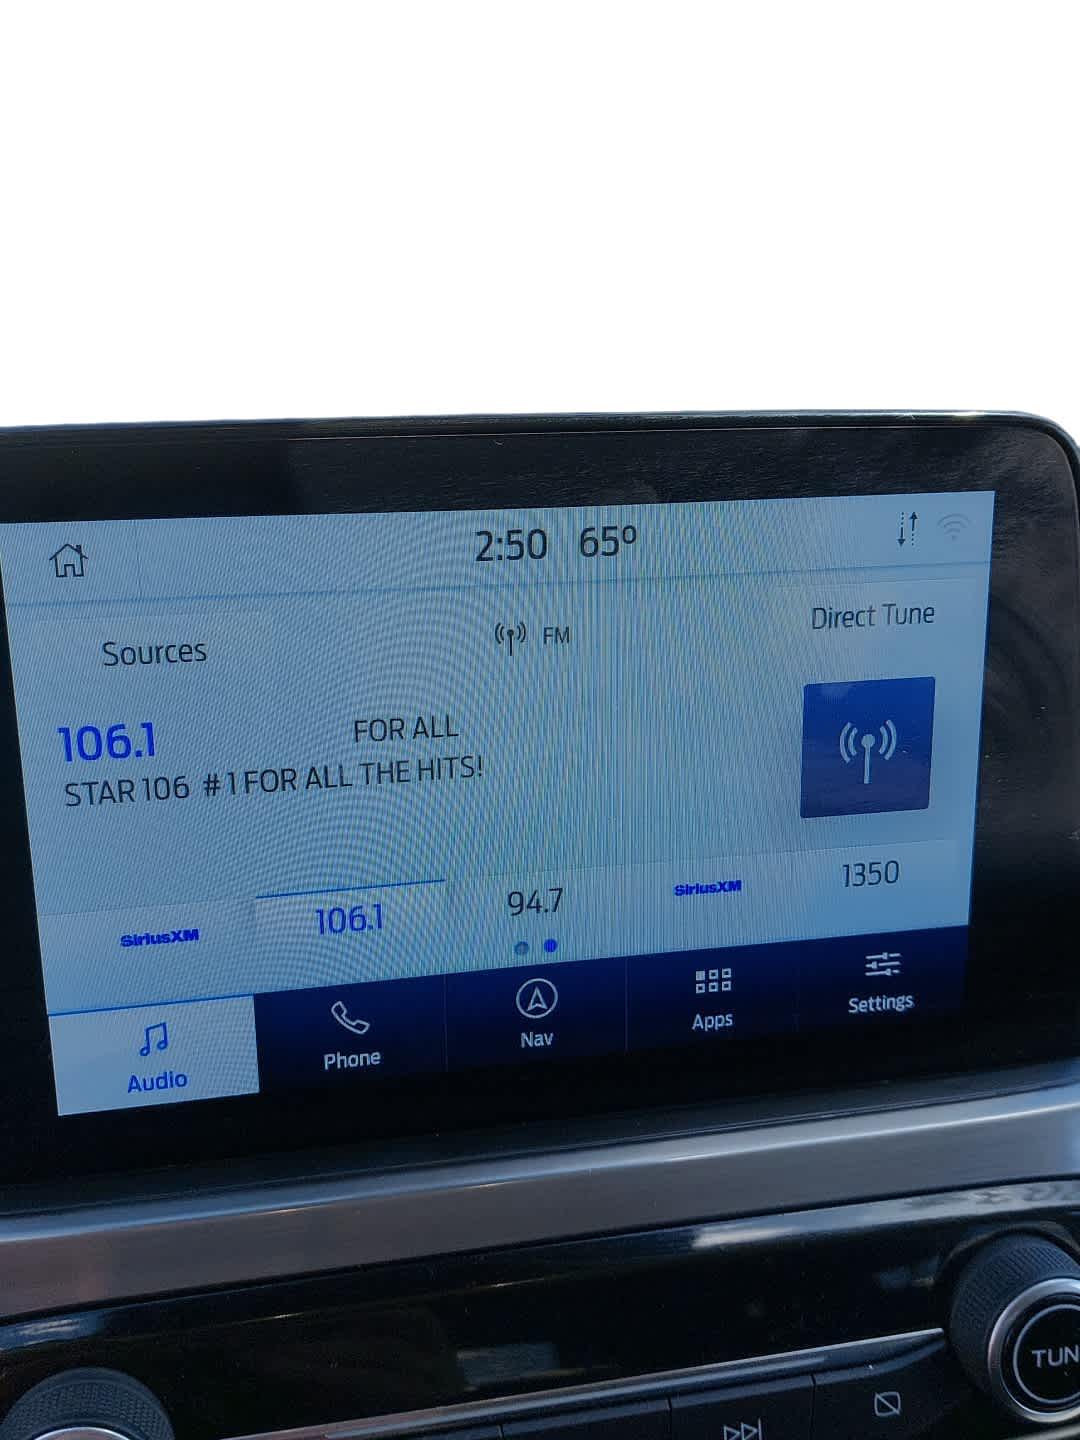 2:50 65º
Sources
FM
Direct Tune
106.1
FOR ALL
STAR 106 #1 FOR ALL THE HITS!
SiriusXM
106.1
94.7
SiriusXM
1350
Audio
Phone
Nav
Apps
Settings
TUN